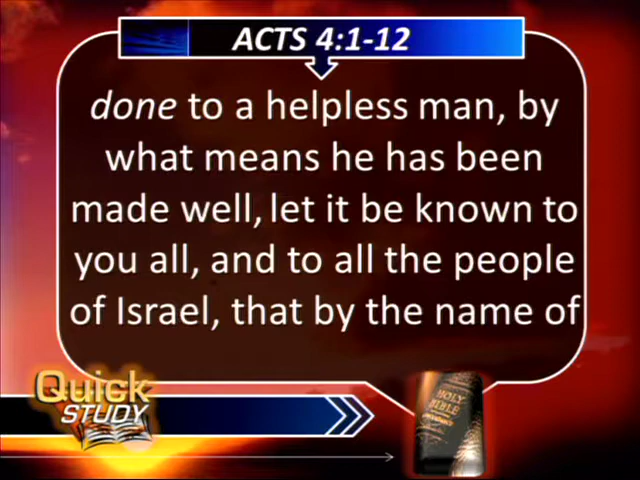 ACTS 4:1-12
done to a helpless man, by
what means he has been
made well, let it be known to
you all, and to all the people
of Israel, that by the name of
Quick
STUDY
HOLY
BIBLE